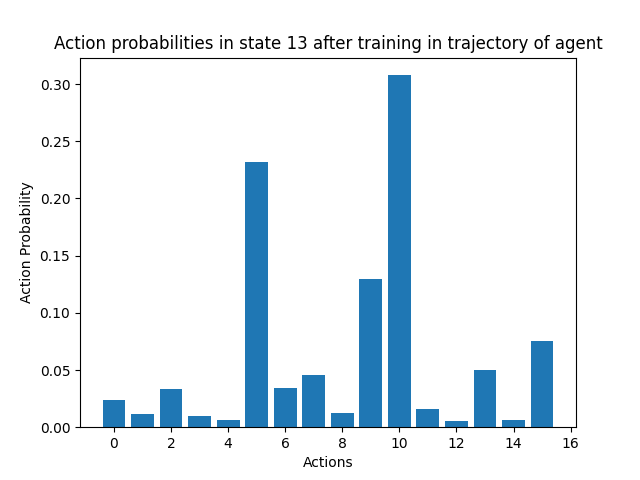 Action probabilities in state 13 after training in trajectory of agent
0.30
0.25
0.20
0.15
0.10
0.05
0.00
Action Probability
0 2 4 6 8 10 12 14 16
Actions